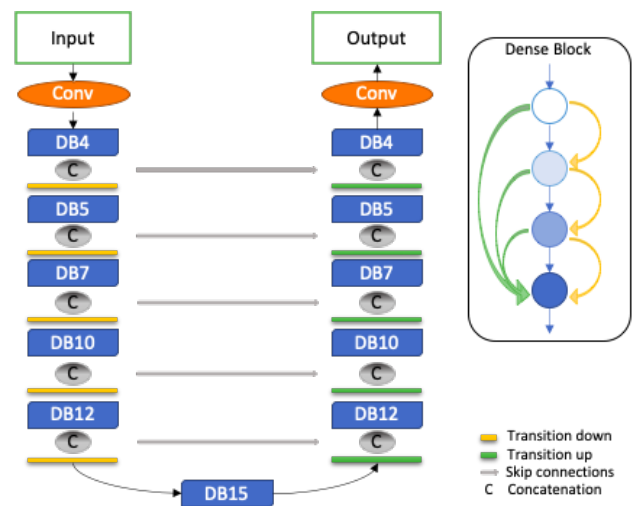 Input
Conv
DB4
C
DB5
C
DB7
C
DB10
C
DB12
C
DB15
Output
Conv
DB4
C
DB5
C
DB7
C
DB10
C
DB12
C
Dense Block
Transition down
Transition up
Skip connections
C Concatenation